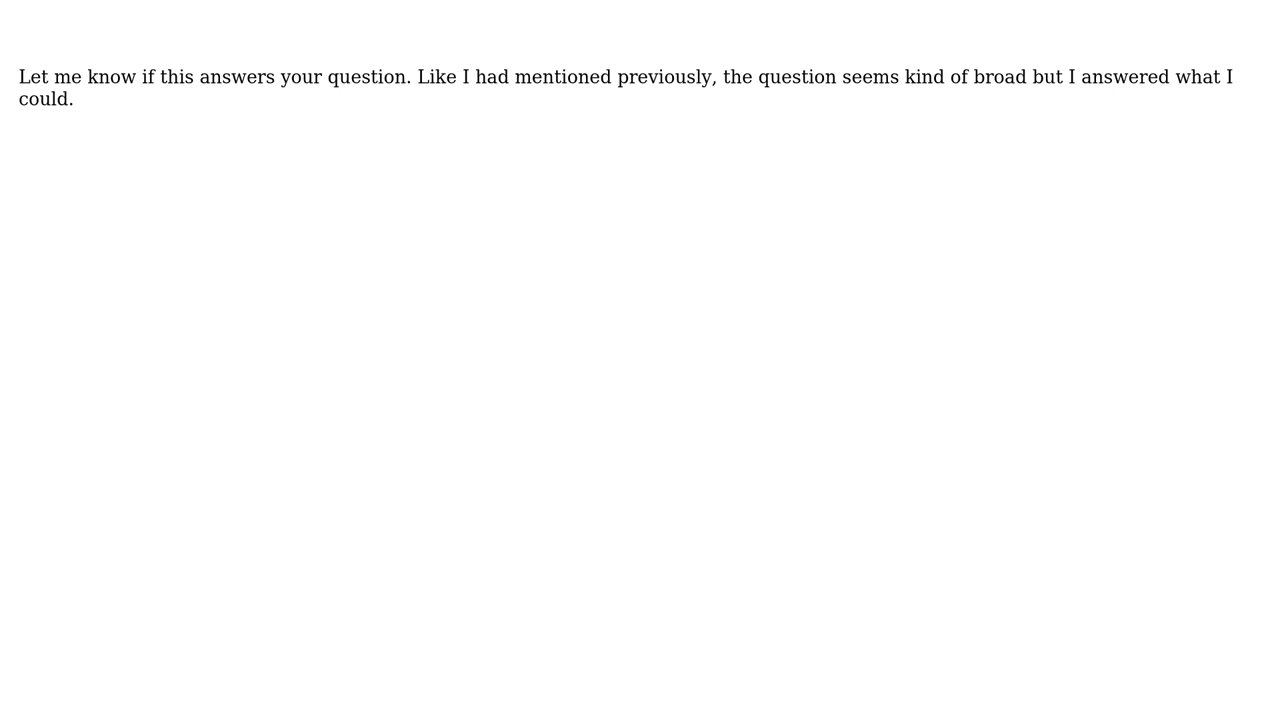 Let me know if this answers your question. Like I had mentioned previously, the question seems kind of broad but I answered what I
could.